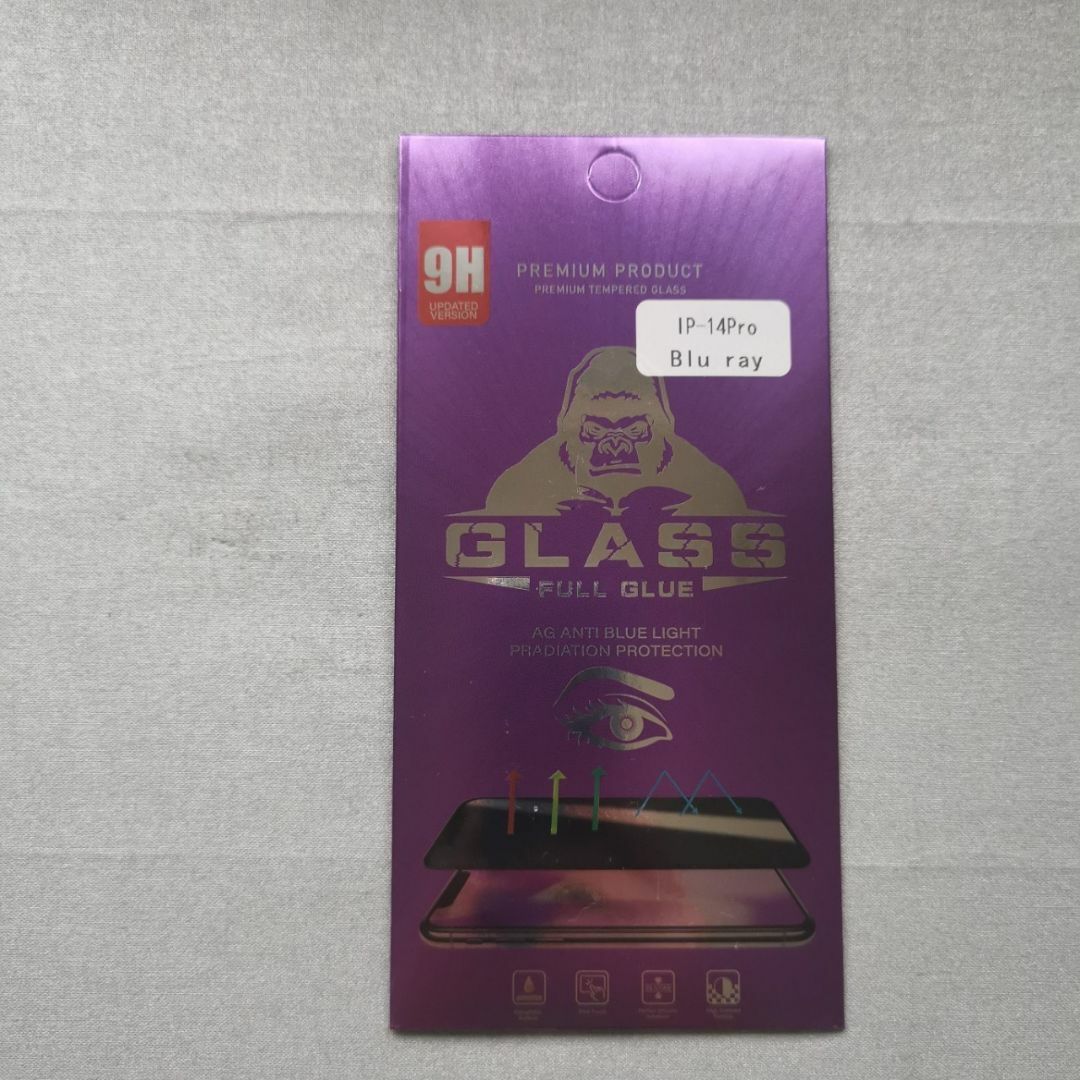 9H
UPDATED
VERSION
PREMIUM PRODUCT
PREMIUM TEMPERED GLASS
IP-14Pro
Blu ray
GLASS
FULL GLUE
AG ANTI BLUE LIGHT
PRADIATION PROTECTION